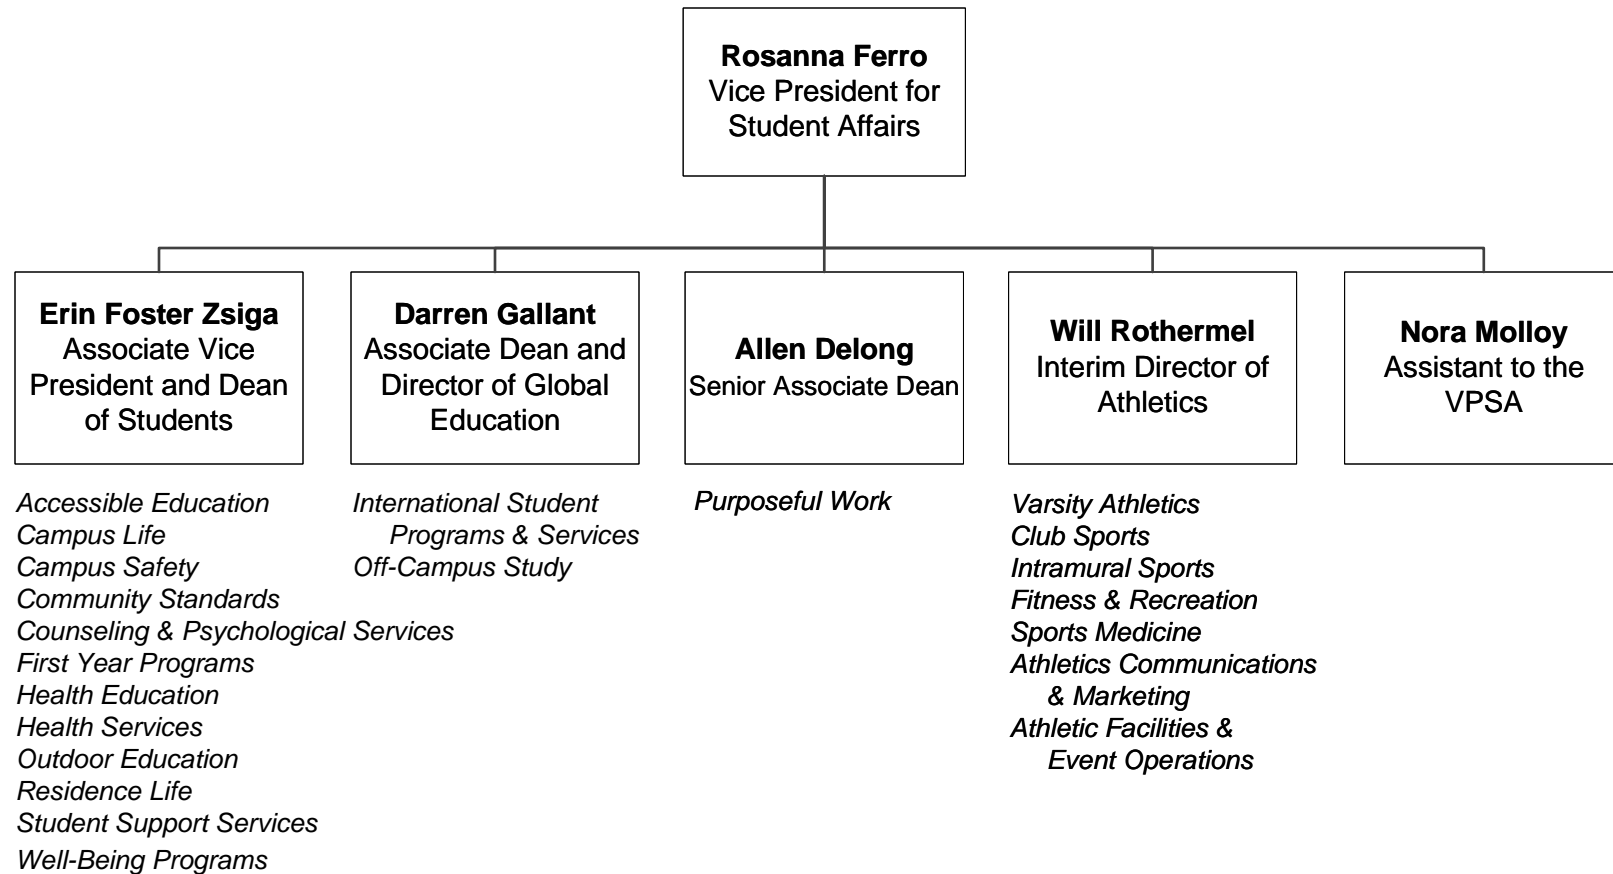 Rosanna Ferro
Vice President for
Student Affairs
Erin Foster Zsiga
Associate Vice
President and Dean
of Students
Darren Gallant
Associate Dean and
Director of Global
Education
Allen Delong
Senior Associate Dean
Will Rothermel
Interim Director of
Athletics
Nora Molloy
Assistant to the
VPSA
Accessible Education
Campus Life
Campus Safety
Community Standards
Counseling & Psychological Services
First Year Programs
Health Education
Health Services
Outdoor Education
Residence Life
Student Support Services
Well-Being Programs
International Student
Programs & Services
Off-Campus Study
Purposeful Work
Varsity Athletics
Club Sports
Intramural Sports
Fitness & Recreation
Sports Medicine
Athletics Communications
& Marketing
Athletic Facilities &
Event Operations